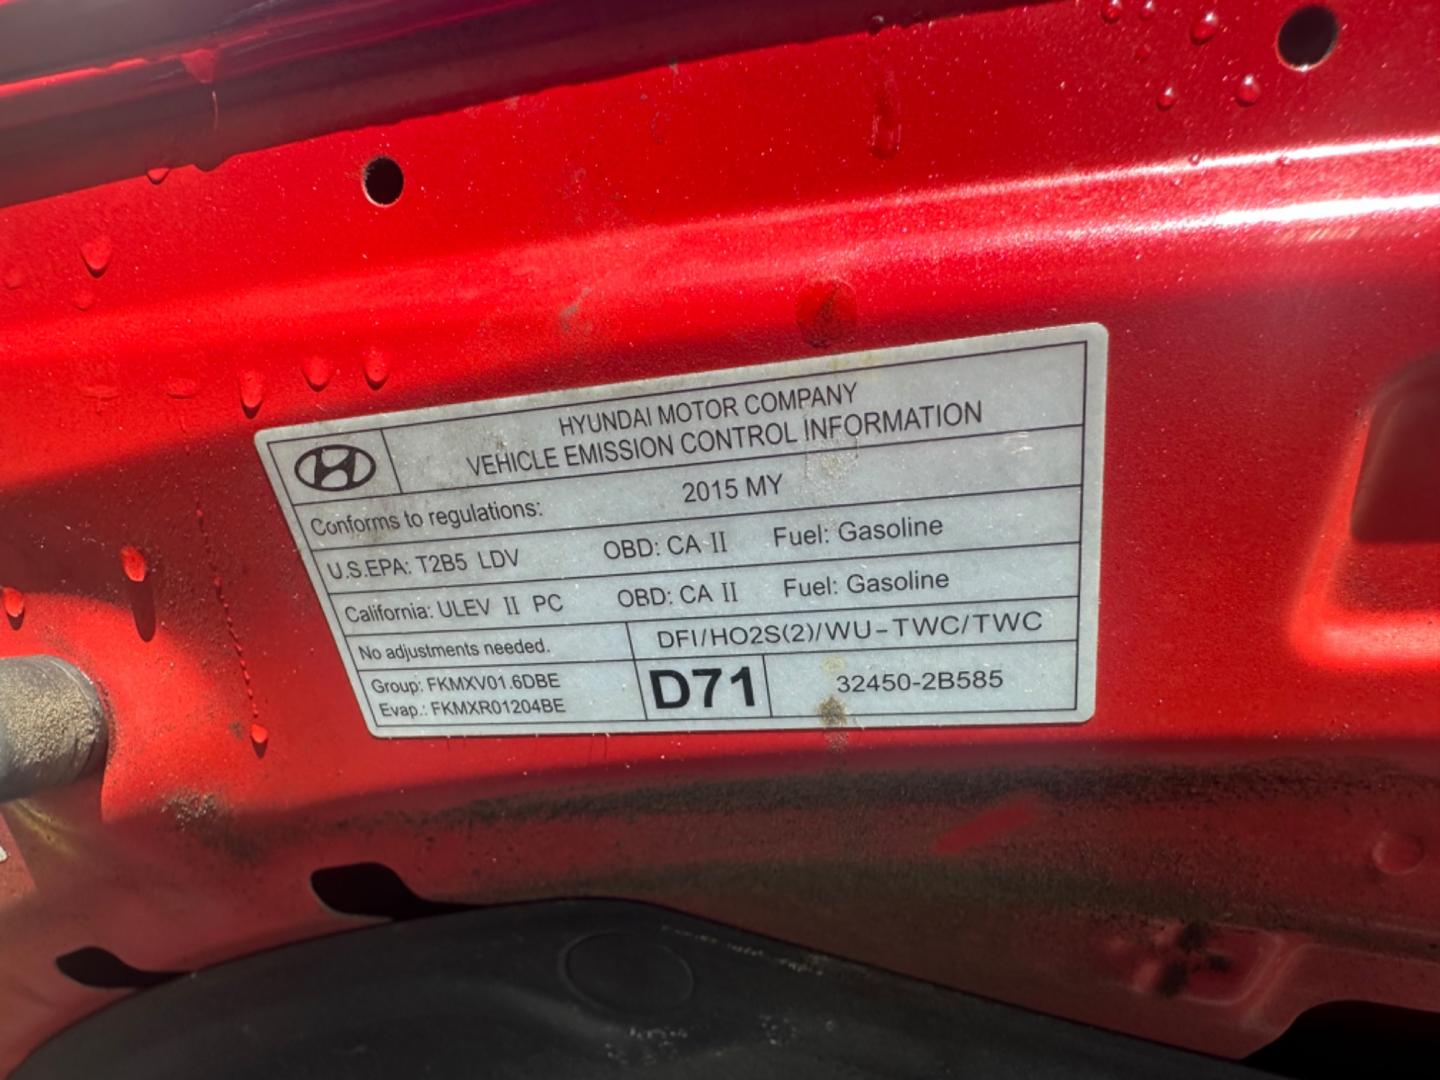 HYUNDAI MOTOR COMPANY
VEHICLE EMISSION CONTROL INFORMATION
Conforms to regulations: 2015 MY
U.S.EPA: T2B5 LDV OBD: CA II Fuel: Gasoline
California: ULEV II PC OBD: CA II Fuel: Gasoline
No adjustments needed. DFI/HO2S(2)/WU-TWC/TWC
Group: FKMXV01.6DBE
Evap.: FKMXR01204BE
D71 32450-2B585